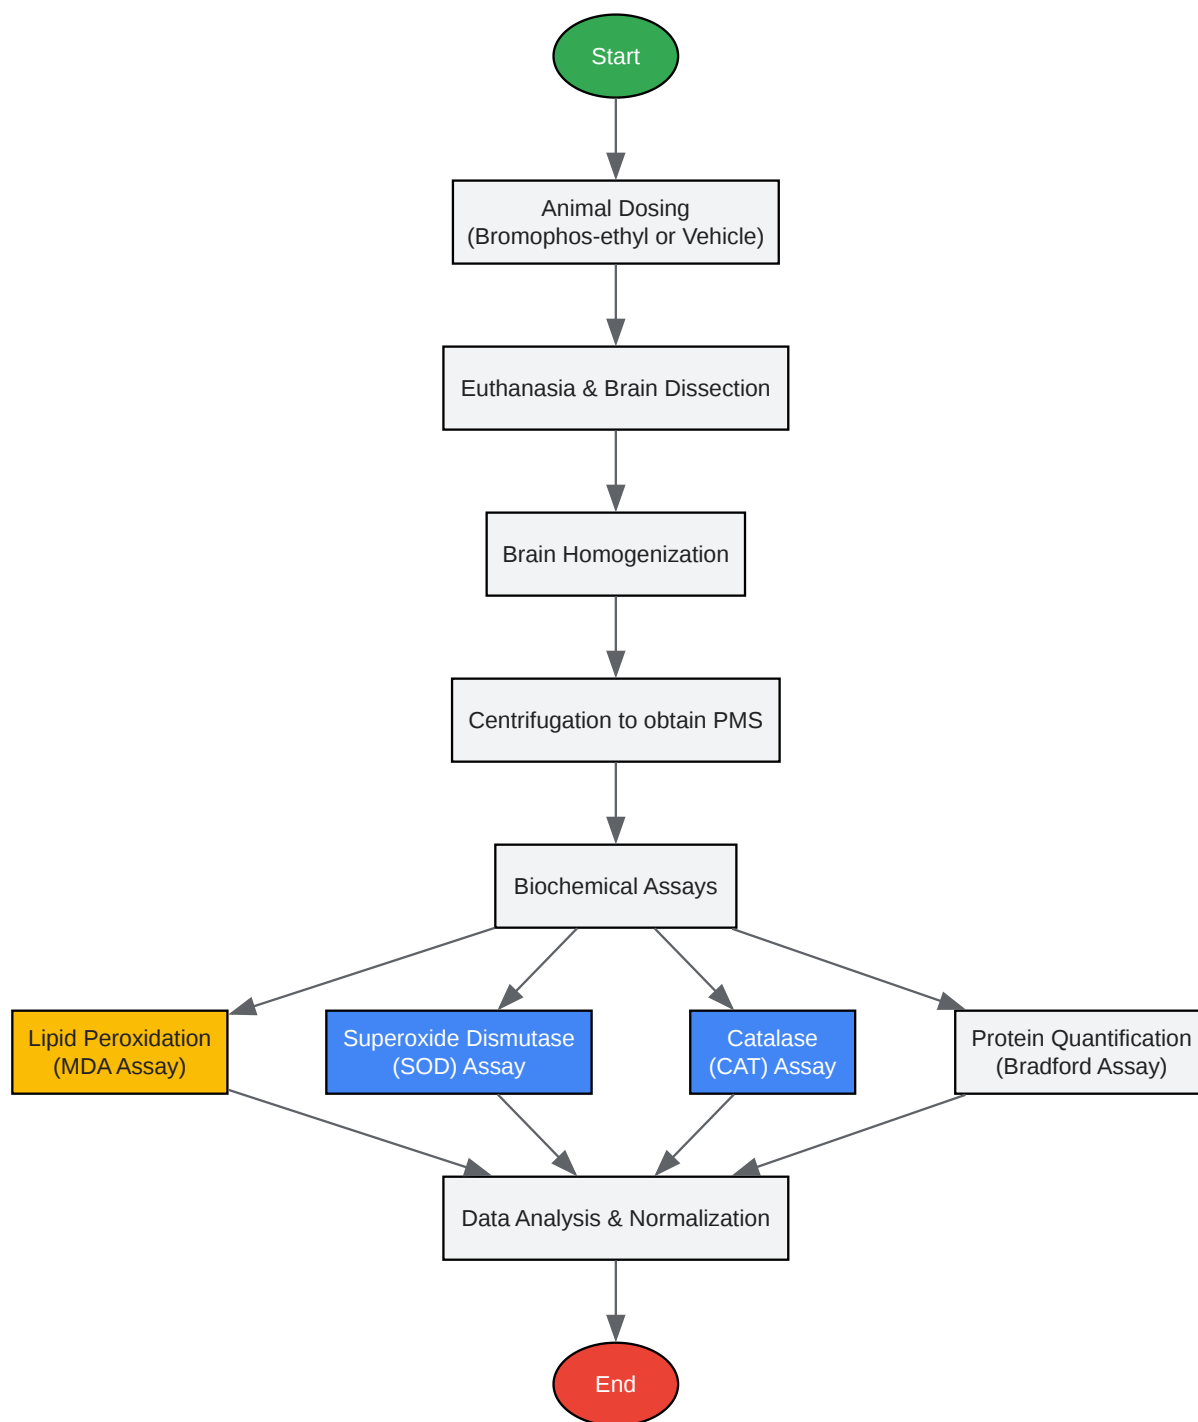 Start
Animal Dosing
(Bromophos-ethyl or Vehicle)
Euthanasia & Brain Dissection
Brain Homogenization
Centrifugation to obtain PMS
Biochemical Assays
Lipid Peroxidation
(MDA Assay)
Superoxide Dismutase
(SOD) Assay
Catalase
(CAT) Assay
Protein Quantification
(Bradford Assay)
Data Analysis & Normalization
End